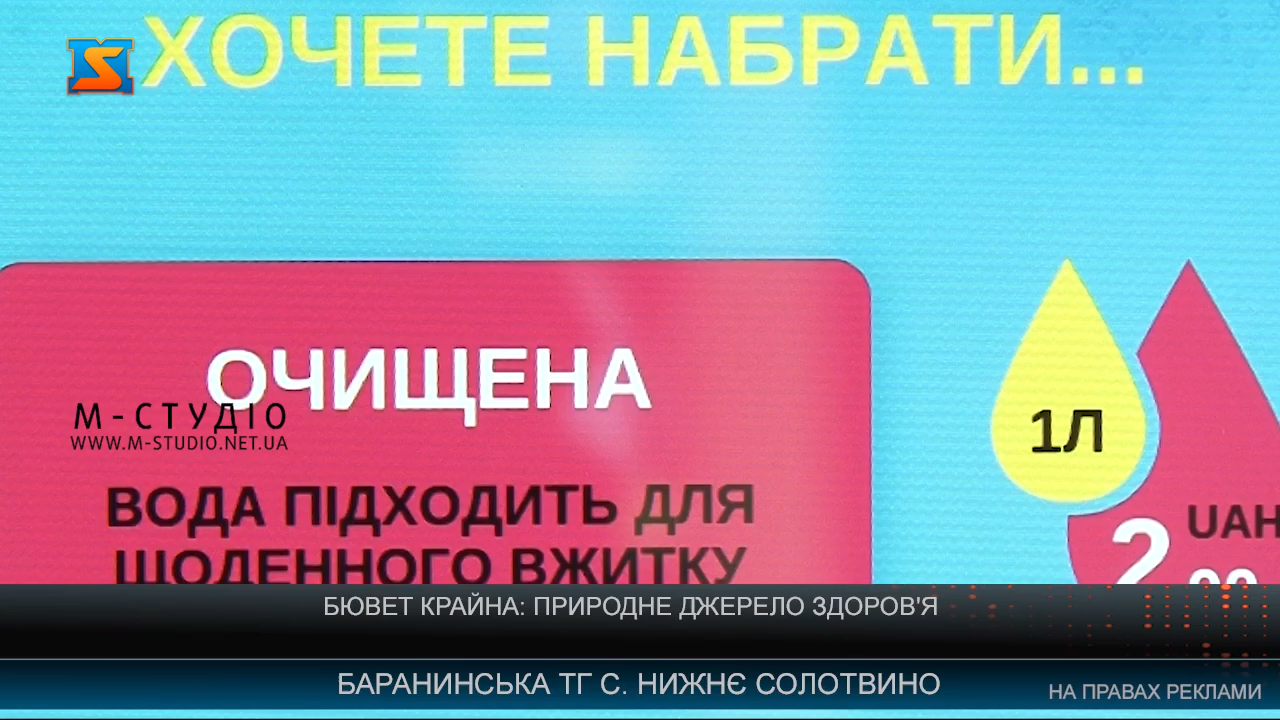 ХОЧЕТЕ НАБРАТИ...
ОЧИЩЕНА
М-СТУДІО
WWW.M-STUDIO.NET.UA
ВОДА ПІДХОДИТЬ ДЛЯ
ЩОДЕННОГО ВЖИТКУ
1Л
2
UAH
00
БЮВЕТ КРАЙНА: ПРИРОДНЕ ДЖЕРЕЛО ЗДОРОВ'Я
БАРАНИНСЬКА ТГ С. НИЖНЄ СОЛОТВИНО
НА ПРАВАХ РЕКЛАМИ